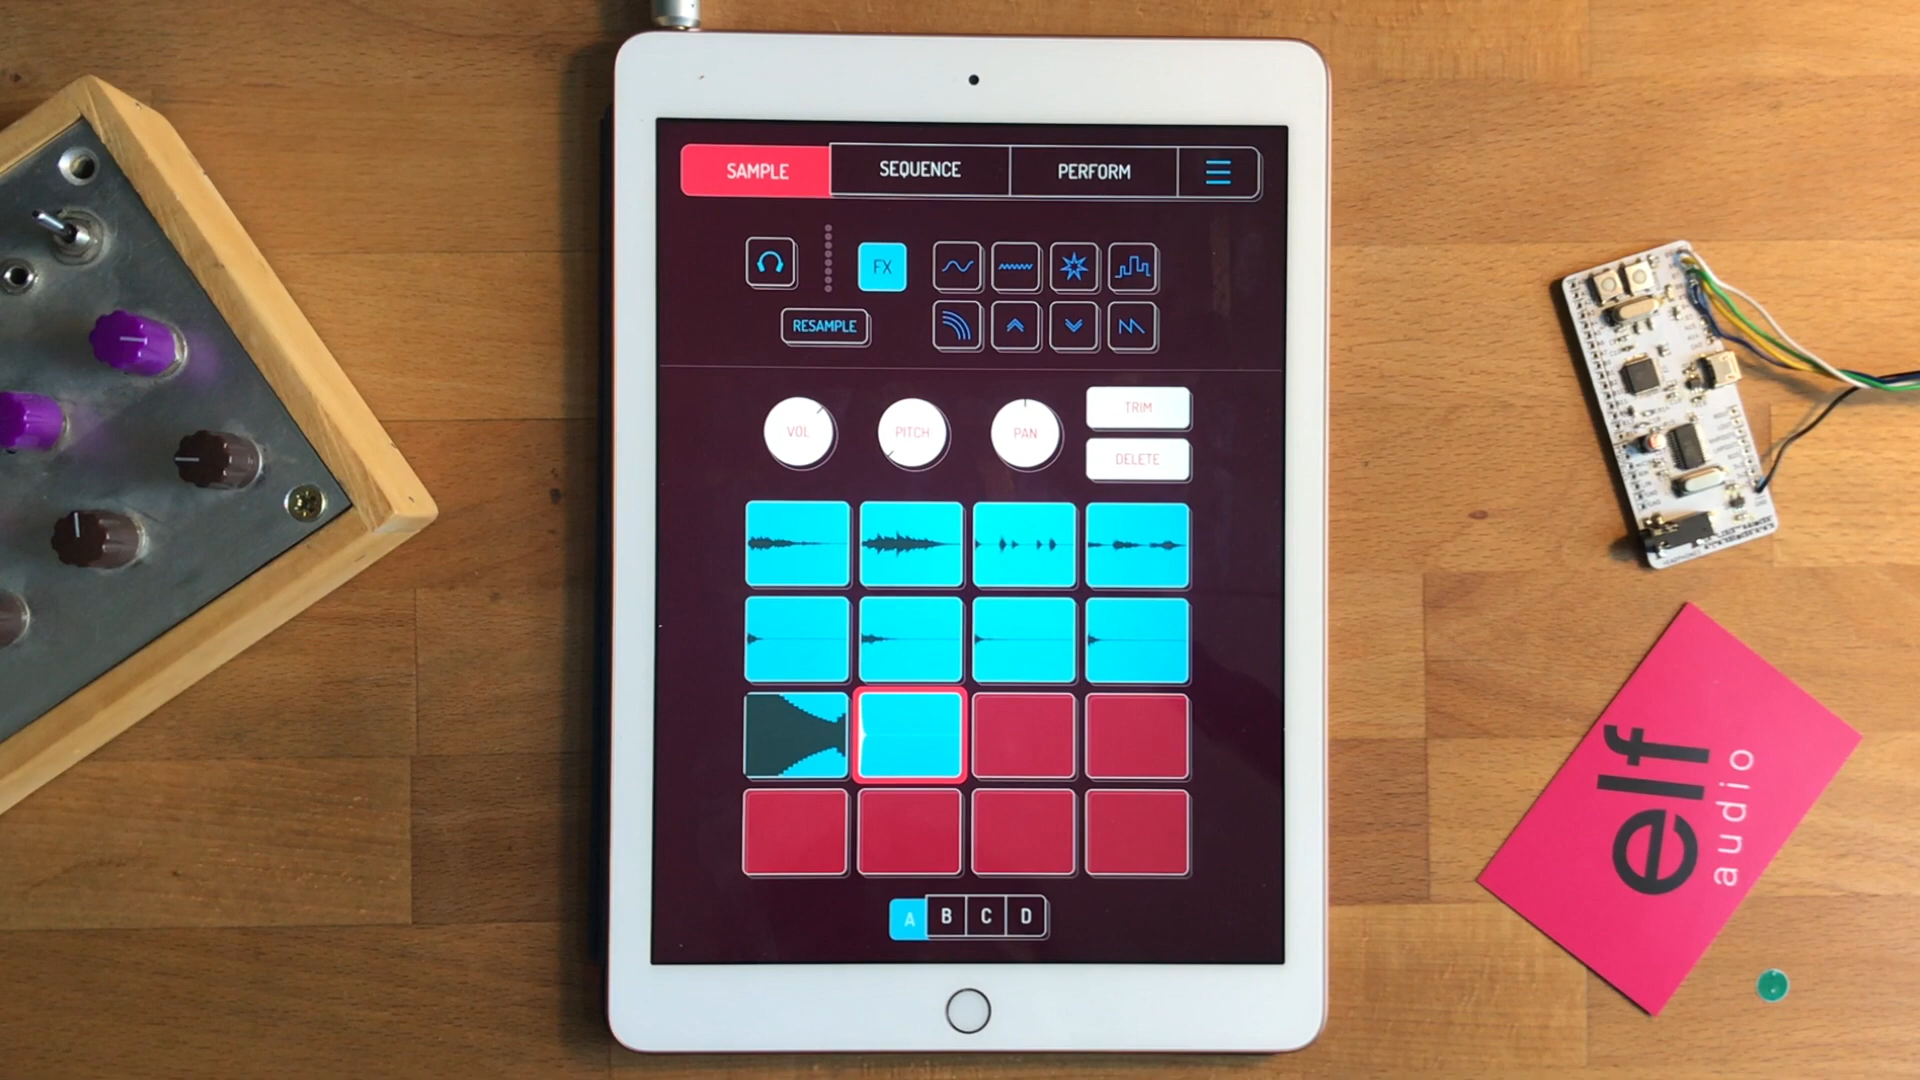 SAMPLE
SEQUENCE
PERFORM
FX
RESAMPLE
VOL
PITCH
PAN
TRIM
DELETE
A
B
C
D
elf
audio